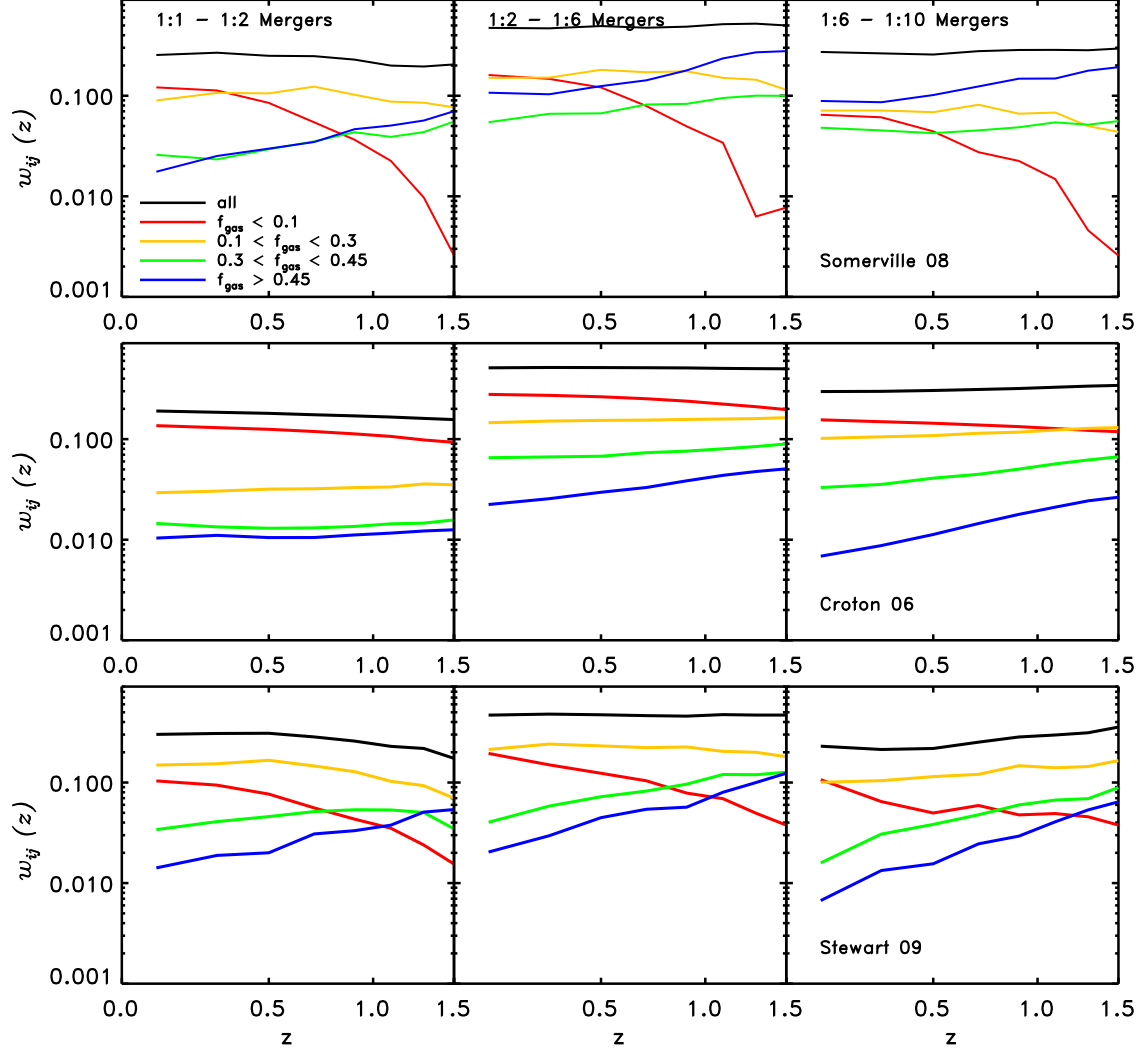 1:1 - 1:2 Mergers
1:2 - 1:6 Mergers
1:6 - 1:10 Mergers
w_ij (z)
0.100
0.010
0.001
all
f_gas < 0.1
0.1 < f_gas < 0.3
0.3 < f_gas < 0.45
f_gas > 0.45
Somerville 08
0.0 0.5 1.0 1.5 0.5 1.0 1.5 0.5 1.0 1.5
w_ij (z)
0.100
0.010
0.001
Croton 06
0.0 0.5 1.0 1.5 0.5 1.0 1.5 0.5 1.0 1.5
w_ij (z)
0.100
0.010
0.001
Stewart 09
0.0 0.5 1.0 1.5 0.5 1.0 1.5 0.5 1.0 1.5
z z z